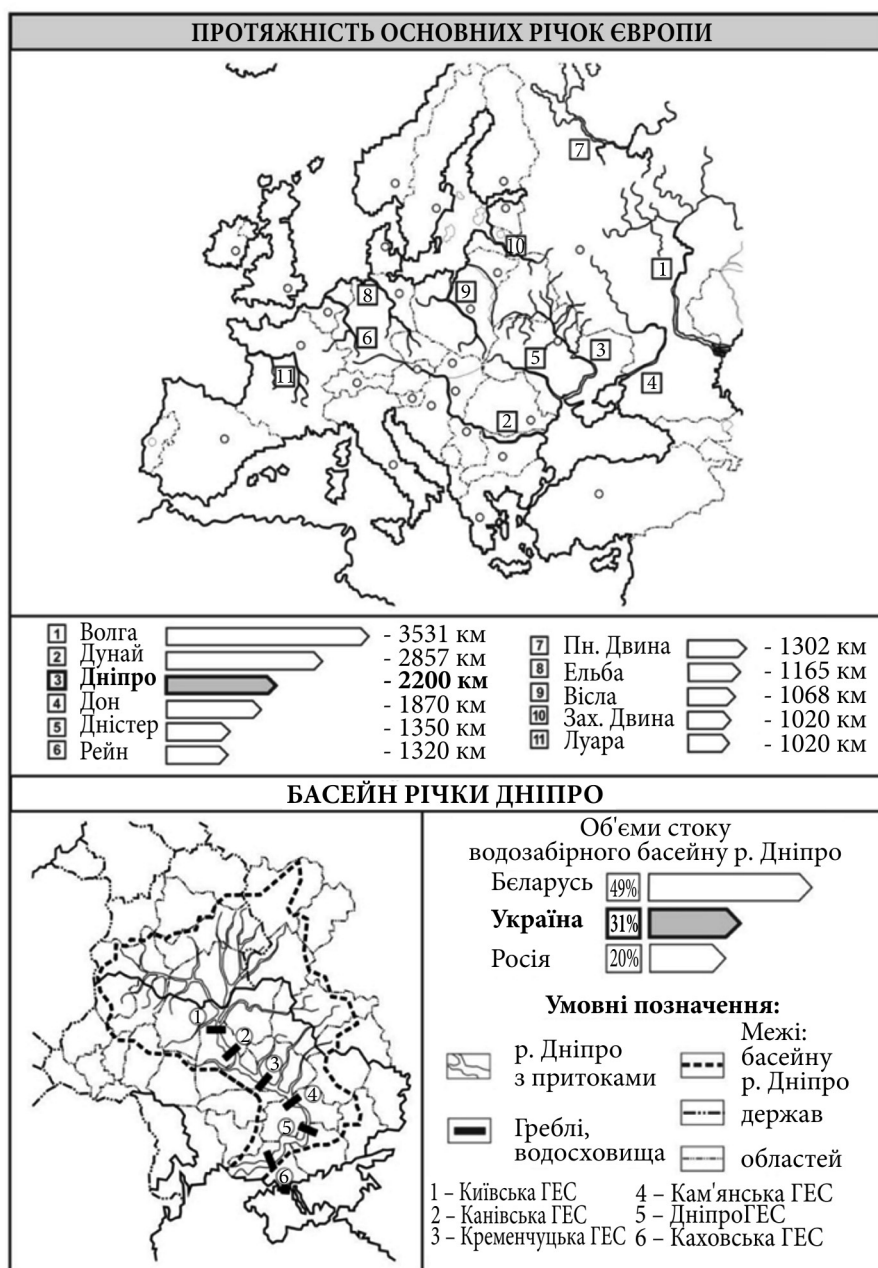 ПРОТЯЖНІСТЬ ОСНОВНИХ РІЧОК ЄВРОПИ
7
10
1
8
9
6
5
3
11
4
2
1 Волга - 3531 км
2 Дунай - 2857 км
3 Дніпро - 2200 км
4 Дон - 1870 км
5 Дністер - 1350 км
6 Рейн - 1320 км
7 Пн. Двина - 1302 км
8 Ельба - 1165 км
9 Вісла - 1068 км
10 Зах. Двина - 1020 км
11 Луара - 1020 км
БАСЕЙН РІЧКИ ДНІПРО
1
2
3
4
5
6
Об'єми стоку
водозабірного басейну р. Дніпро
Бєларусь 49%
Україна 31%
Росія 20%
Умовні позначення:
р. Дніпро
з притоками
Греблі,
водосховища
Межі:
басейну
р. Дніпро
держав
областей
1 – Київська ГЕС
2 – Канівська ГЕС
3 – Кременчуцька ГЕС
4 – Кам'янська ГЕС
5 – ДніпроГЕС
6 – Каховська ГЕС